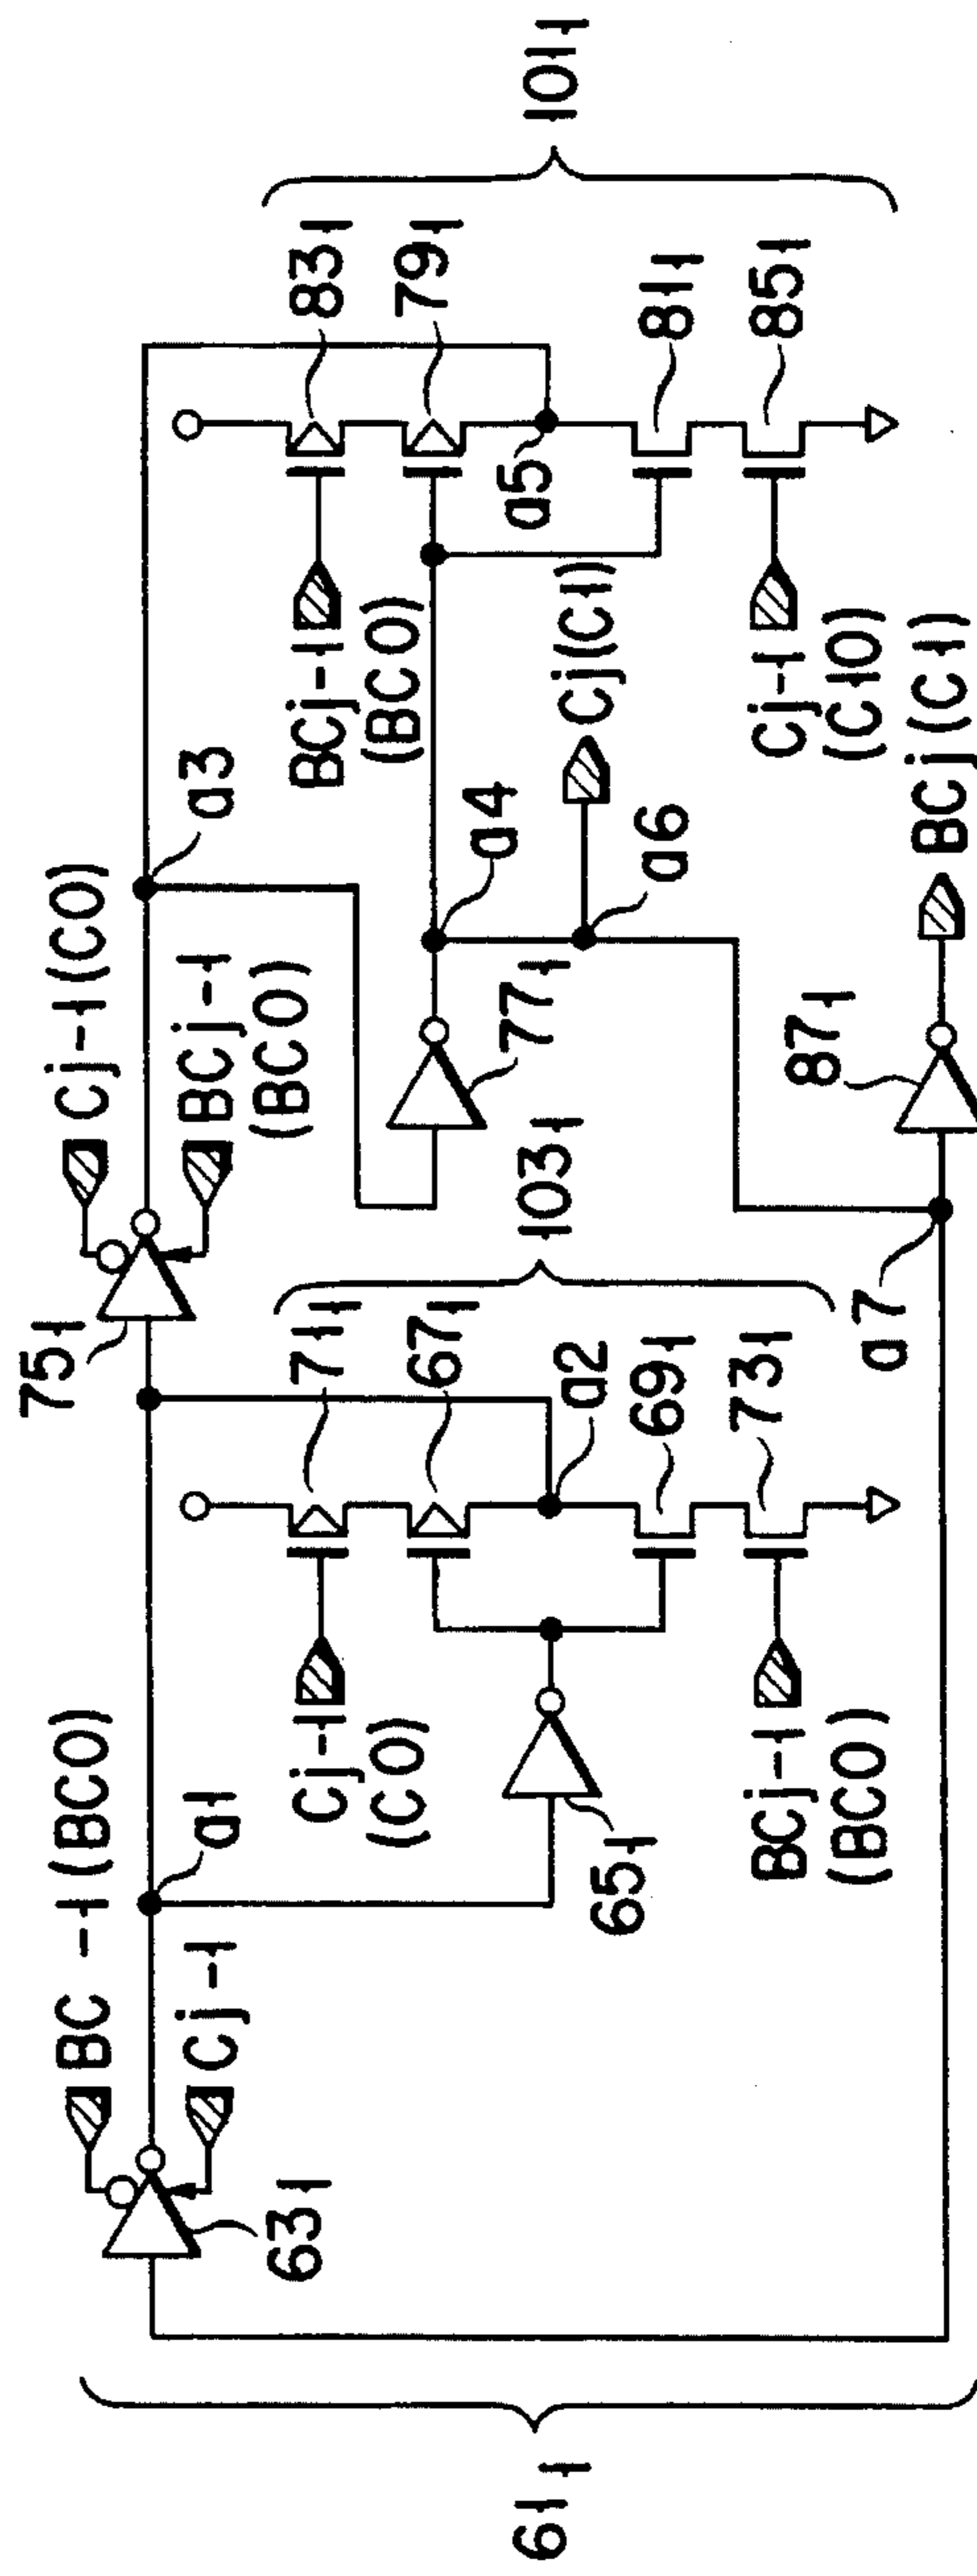 61₁
BC -1(BC0)
Cj-1
63₁
a1
65₁
Cj-1
(C0)
BCj-1
(BC0)
71₁
67₁
a2
69₁
73₁
103₁
75₁
Cj-1(C0)
BCj-1
(BC0)
a3
77₁
a4
a6
Cj(C1)
a7
87₁
BCj(C1)
BCj-1
(BC0)
Cj-1
(C10)
a5
83₁
79₁
81₁
85₁
101₁